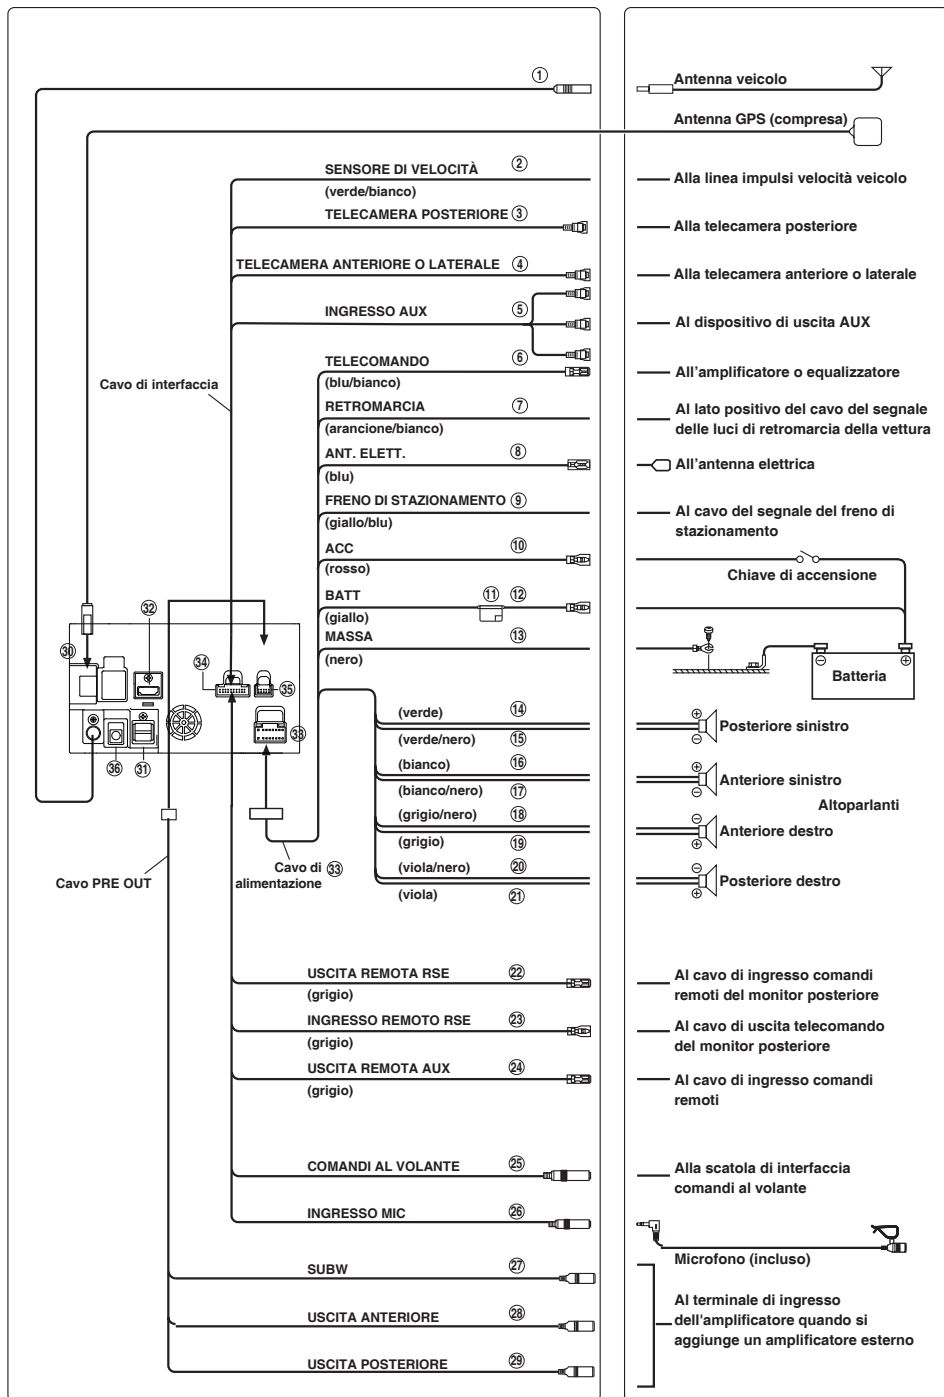 ①
Antenna veicolo
Antenna GPS (compresa)
SENSORE DI VELOCITÀ ②
(verde/bianco)
Alla linea impulsi velocità veicolo
TELECAMERA POSTERIORE ③
Alla telecamera posteriore
TELECAMERA ANTERIORE O LATERALE ④
Alla telecamera anteriore o laterale
INGRESSO AUX ⑤
Al dispositivo di uscita AUX
Cavo di interfaccia
TELECOMANDO ⑥
(blu/bianco)
All'amplificatore o equalizzatore
RETROMARCIA ⑦
(arancione/bianco)
Al lato positivo del cavo del segnale
delle luci di retromarcia della vettura
ANT. ELETT. ⑧
(blu)
All'antenna elettrica
FRENO DI STAZIONAMENTO ⑨
(giallo/blu)
Al cavo del segnale del freno di
stazionamento
ACC ⑩
(rosso)
Chiave di accensione
BATT ⑪ ⑫
(giallo)
MASSA ⑬
(nero)
⊖ ⊕
Batteria
㉚ ㉜ ㉞ ㉟
㊱ ㉛ ㉝
(verde) ⑭
(verde/nero) ⑮
⊕
⊖
Posteriore sinistro
(bianco) ⑯
(bianco/nero) ⑰
⊕
⊖
Anteriore sinistro
Altoparlanti
(grigio/nero) ⑱
(grigio) ⑲
⊖
⊕
Anteriore destro
(viola/nero) ⑳
(viola) ㉑
⊖
⊕
Posteriore destro
Cavo PRE OUT
Cavo di ㉝
alimentazione
USCITA REMOTA RSE ㉒
(grigio)
Al cavo di ingresso comandi
remoti del monitor posteriore
INGRESSO REMOTO RSE ㉓
(grigio)
Al cavo di uscita telecomando
del monitor posteriore
USCITA REMOTA AUX ㉔
(grigio)
Al cavo di ingresso comandi
remoti
COMANDI AL VOLANTE ㉕
Alla scatola di interfaccia
comandi al volante
INGRESSO MIC ㉖
Microfono (incluso)
SUBW ㉗
USCITA ANTERIORE ㉘
Al terminale di ingresso
dell'amplificatore quando si
aggiunge un amplificatore esterno
USCITA POSTERIORE ㉙